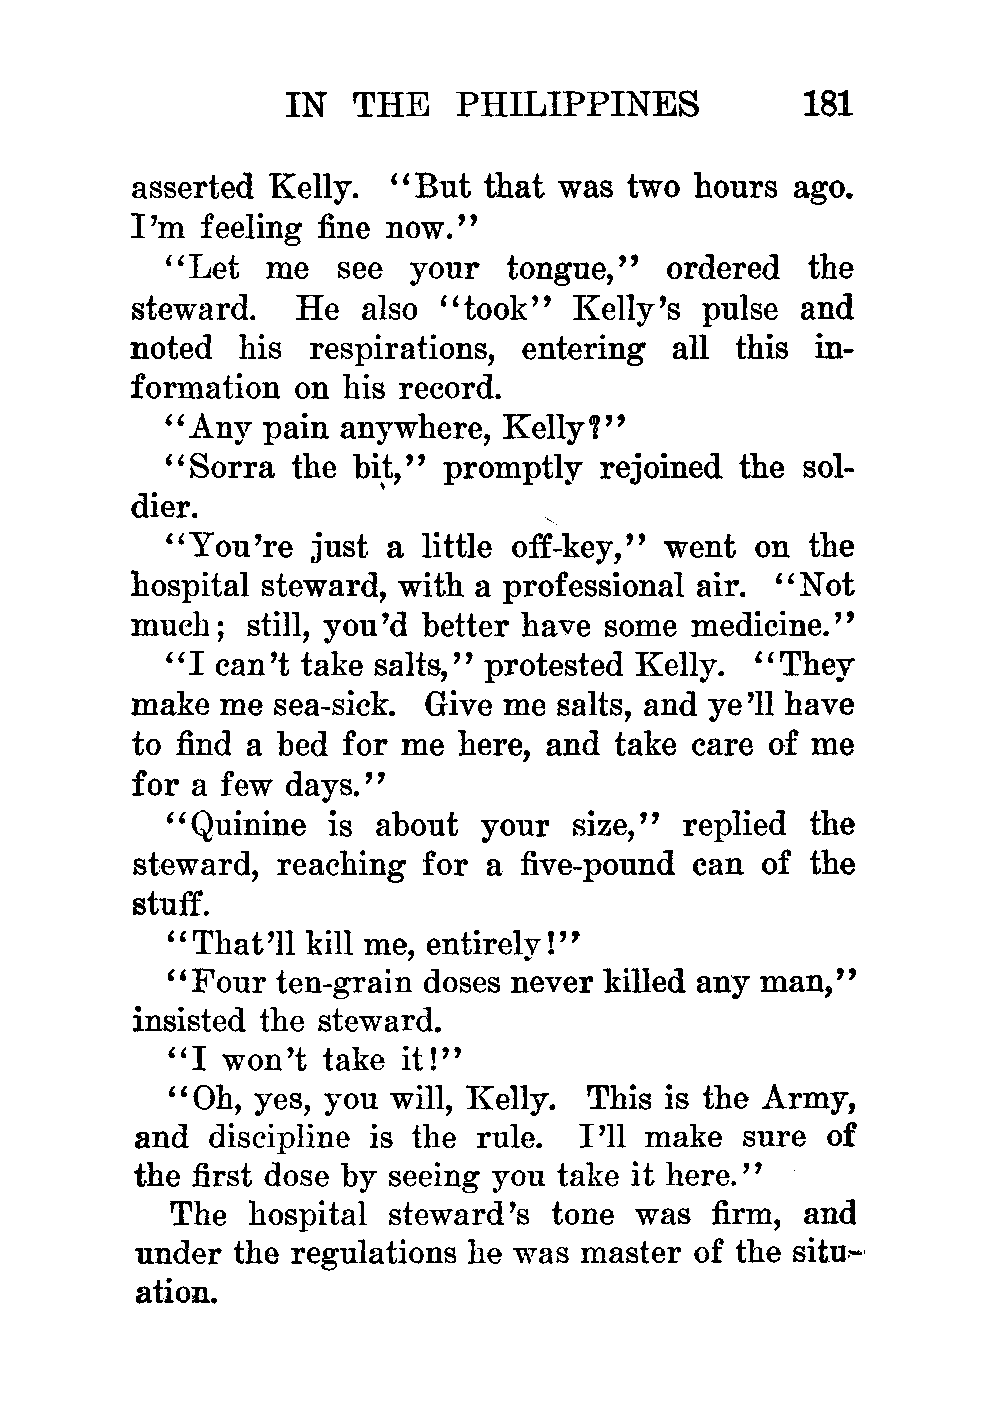 IN THE PHILIPPINES 181
asserted Kelly. "But that was two hours ago.
I'm feeling fine now."
"Let me see your tongue," ordered the
steward. He also "took" Kelly's pulse and
noted his respirations, entering all this in-
formation on his record.
"Any pain anywhere, Kelly?"
"Sorra the bit," promptly rejoined the sol-
dier.
"You're just a little off-key," went on the
hospital steward, with a professional air. "Not
much; still, you'd better have some medicine."
"I can't take salts," protested Kelly. "They
make me sea-sick. Give me salts, and ye'll have
to find a bed for me here, and take care of me
for a few days."
"Quinine is about your size," replied the
steward, reaching for a five-pound can of the
stuff.
"That'll kill me, entirely!"
"Four ten-grain doses never killed any man,"
insisted the steward.
"I won't take it!"
"Oh, yes, you will, Kelly. This is the Army,
and discipline is the rule. I'll make sure of
the first dose by seeing you take it here."
The hospital steward's tone was firm, and
under the regulations he was master of the situ-
ation.